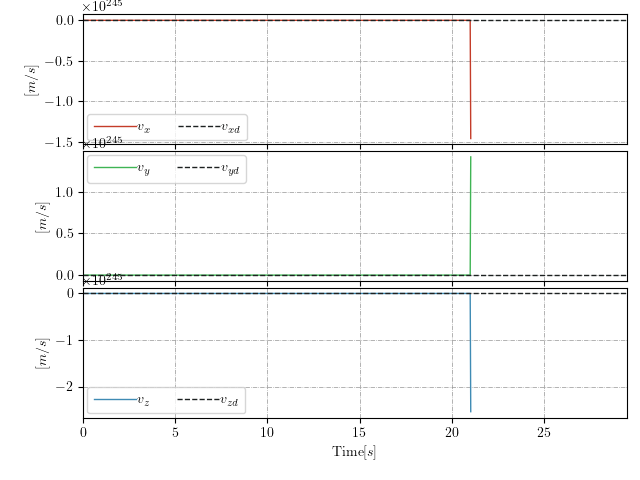 ×10^245
0.0
−0.5
−1.0
−1.5
[m/s]
v_x v_xd
×10^245
1.0
0.5
0.0
[m/s]
v_y v_yd
×10^245
0
−1
−2
[m/s]
v_z v_zd
0 5 10 15 20 25
Time[s]